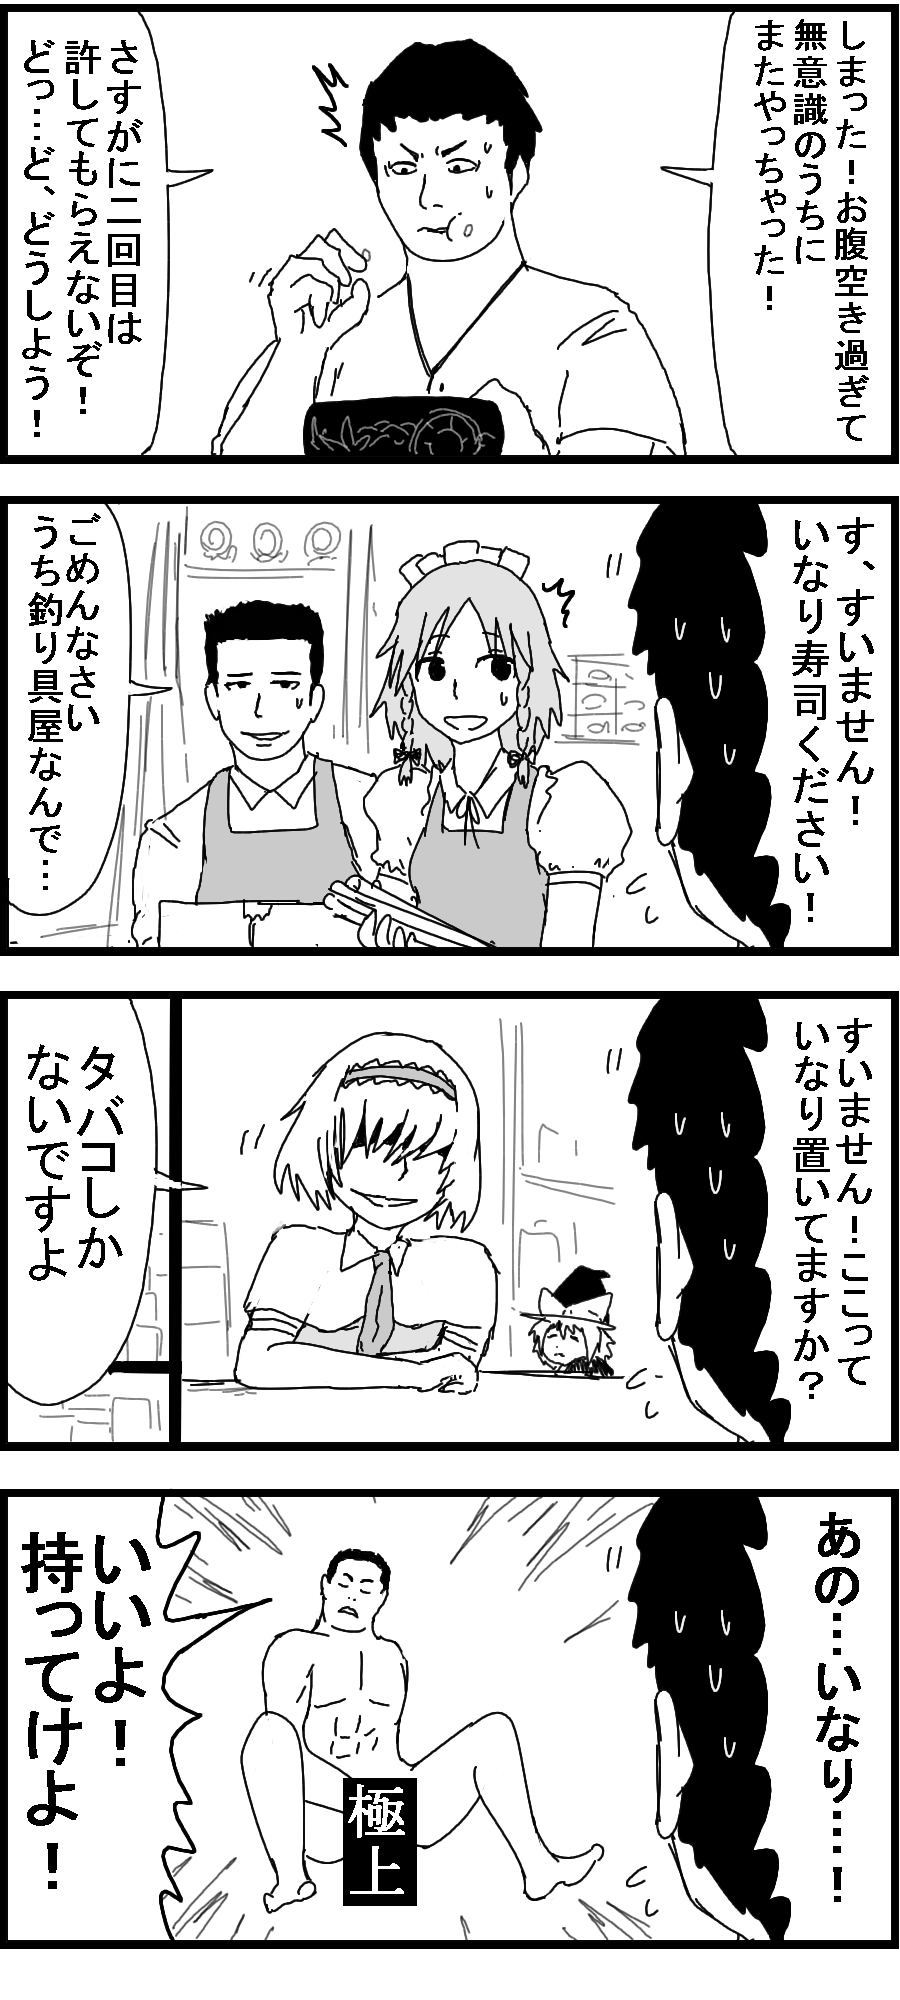 しまった！お腹空き過ぎて
無意識のうちに
またやっちゃった！
さすがに二回目は
許してもらえないぞ！
どっ…ど、どうしよう！
す、すいません！
いなり寿司ください！
ごめんなさい
うち釣り具屋なんで…
すいません！ここって
いなり置いてますか？
タバコしか
ないですよ
あの…いなり…！
いいよ！
持ってけよ！
極上